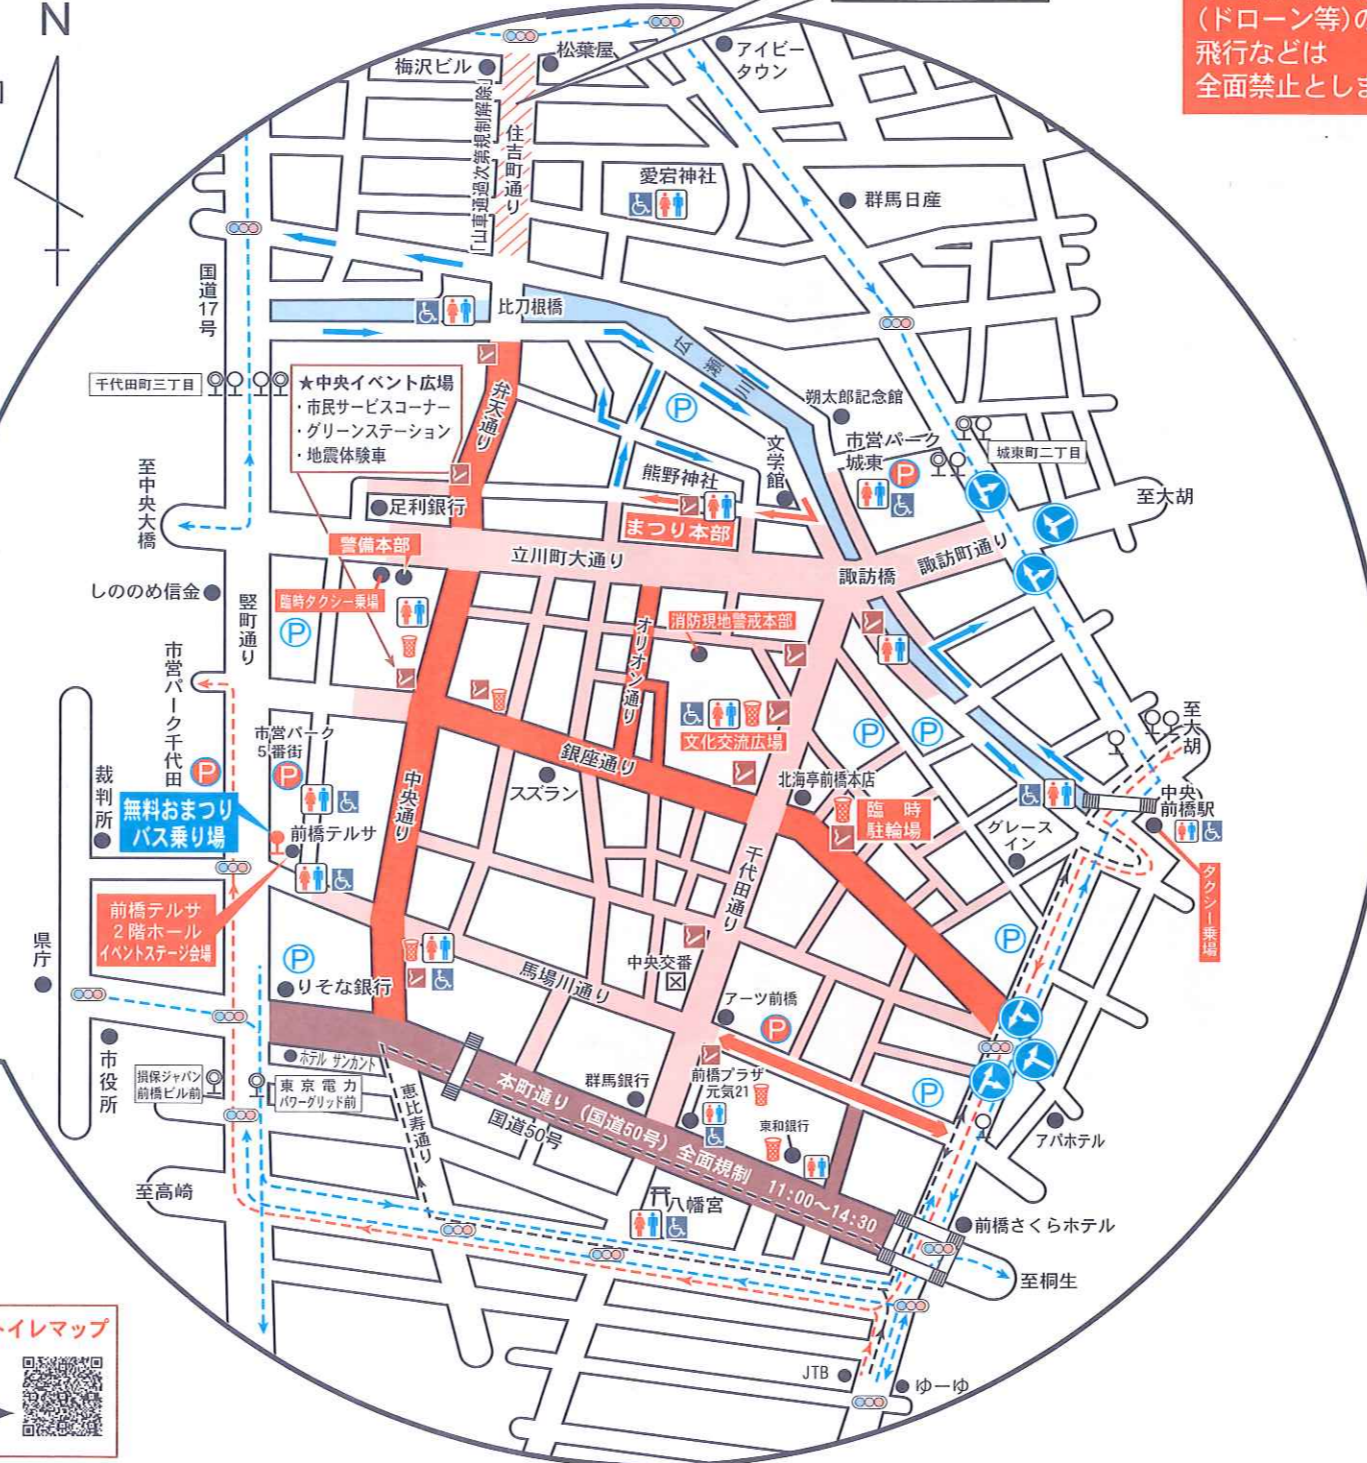 N
(ドローン等)の
飛行などは
全面禁止としま
松葉屋
梅沢ビル
アイビー
タウン
「山車通過次第規制解除」
住吉町通り
愛宕神社
群馬日産
国道17号
比刀根橋
広瀬川
千代田町三丁目
★中央イベント広場
・市民サービスコーナー
・グリーンステーション
・地震体験車
弁天通り
P
朔太郎記念館
市営パーク
城東
P
城東町二丁目
文学館
熊野神社
まつり本部
至中央大橋
足利銀行
至大胡
警備本部
立川町大通り
諏訪橋
諏訪町通り
しののめ信金
臨時タクシー乗場
竪町通り
P
オリオン通り
消防現地警戒本部
市営パーク千代田
P
市営パーク
5番街
P
文化交流広場
P
P
至大胡
銀座通り
中央通り
スズラン
北海亭前橋本店
臨時
駐輪場
グレース
イン
中央
前橋駅
タクシー乗場
裁判所
無料おまつり
バス乗り場
前橋テルサ
前橋テルサ
2階ホール
イベントステージ会場
千代田通り
県庁
P
りそな銀行
馬場川通り
中央交番
アーツ前橋
P
P
市役所
ホテル サンカント
損保ジャパン
前橋ビル前
東京電力
パワーグリッド前
恵比寿通り
本町通り(国道50号)全面規制 11:00〜14:30
国道50号
群馬銀行
前橋プラザ
元気21
東和銀行
P
アパホテル
至高崎
八幡宮
前橋さくらホテル
至桐生
イレマップ
JTB
ゆーゆ